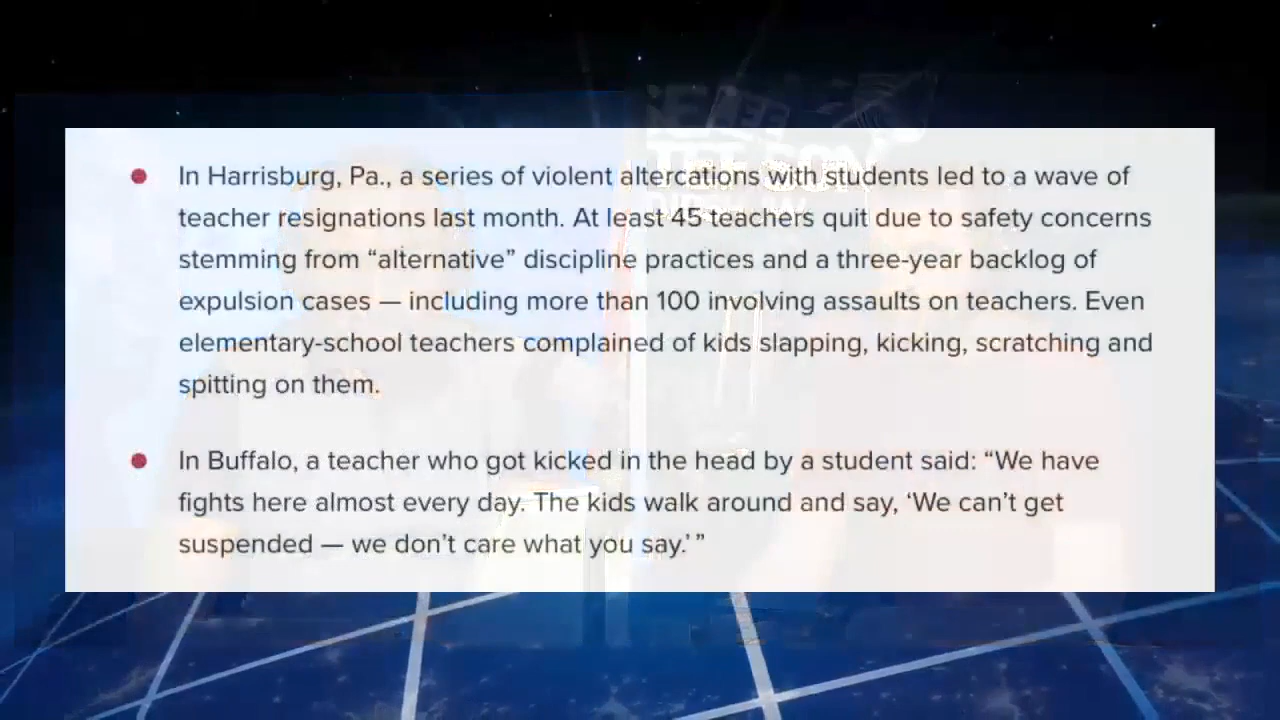 In Harrisburg, Pa., a series of violent altercations with students led to a wave of
teacher resignations last month. At least 45 teachers quit due to safety concerns
stemming from “alternative” discipline practices and a three-year backlog of
expulsion cases — including more than 100 involving assaults on teachers. Even
elementary-school teachers complained of kids slapping, kicking, scratching and
spitting on them.
In Buffalo, a teacher who got kicked in the head by a student said: “We have
fights here almost every day. The kids walk around and say, ‘We can’t get
suspended — we don’t care what you say.’ ”